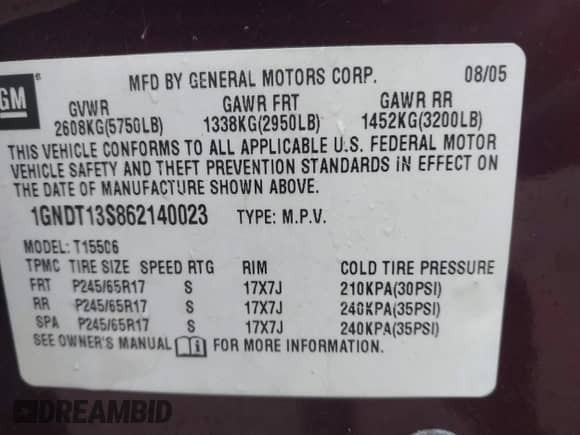 GM ®
MFD BY GENERAL MOTORS CORP. 08/05
GVWR GAWR FRT GAWR RR
2608KG(5750LB) 1338KG(2950LB) 1452KG(3200LB)
THIS VEHICLE CONFORMS TO ALL APPLICABLE U.S. FEDERAL MOTOR
VEHICLE SAFETY AND THEFT PREVENTION STANDARDS IN EFFECT ON
THE DATE OF MANUFACTURE SHOWN ABOVE.
1GNDT13S862140023 TYPE: M.P.V.
MODEL: T15506
TPMC TIRE SIZE SPEED RTG RIM COLD TIRE PRESSURE
FRT P245/65R17 S 17X7J 210KPA(30PSI)
RR P245/65R17 S 17X7J 240KPA(35PSI)
SPA P245/65R17 S 17X7J 240KPA(35PSI)
SEE OWNER'S MANUAL FOR MORE INFORMATION.
DREAMBID